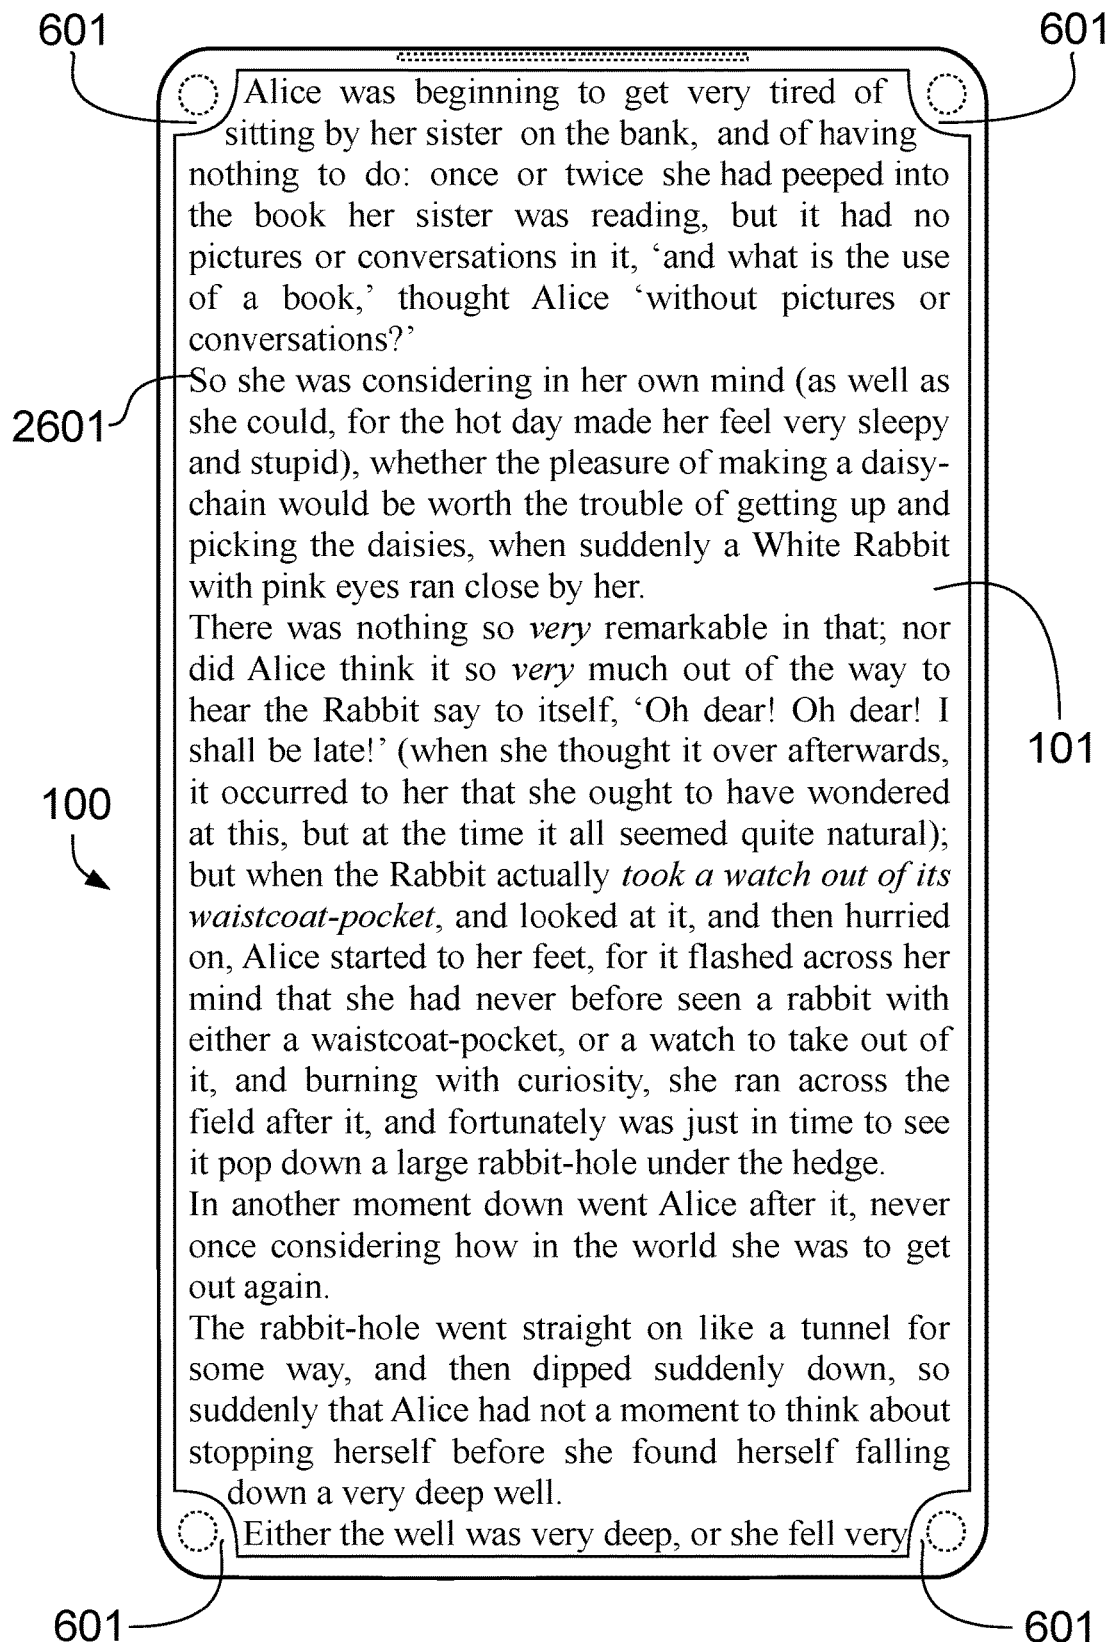 601
601
Alice was beginning to get very tired of
sitting by her sister on the bank, and of having
nothing to do: once or twice she had peeped into
the book her sister was reading, but it had no
pictures or conversations in it, ‘and what is the use
of a book,’ thought Alice ‘without pictures or
conversations?’
So she was considering in her own mind (as well as
2601
she could, for the hot day made her feel very sleepy
and stupid), whether the pleasure of making a daisy-
chain would be worth the trouble of getting up and
picking the daisies, when suddenly a White Rabbit
with pink eyes ran close by her.
There was nothing so very remarkable in that; nor
did Alice think it so very much out of the way to
hear the Rabbit say to itself, ‘Oh dear! Oh dear! I
shall be late!’ (when she thought it over afterwards,
101
it occurred to her that she ought to have wondered
100
at this, but at the time it all seemed quite natural);
but when the Rabbit actually took a watch out of its
waistcoat-pocket, and looked at it, and then hurried
on, Alice started to her feet, for it flashed across her
mind that she had never before seen a rabbit with
either a waistcoat-pocket, or a watch to take out of
it, and burning with curiosity, she ran across the
field after it, and fortunately was just in time to see
it pop down a large rabbit-hole under the hedge.
In another moment down went Alice after it, never
once considering how in the world she was to get
out again.
The rabbit-hole went straight on like a tunnel for
some way, and then dipped suddenly down, so
suddenly that Alice had not a moment to think about
stopping herself before she found herself falling
down a very deep well.
Either the well was very deep, or she fell very
601
601